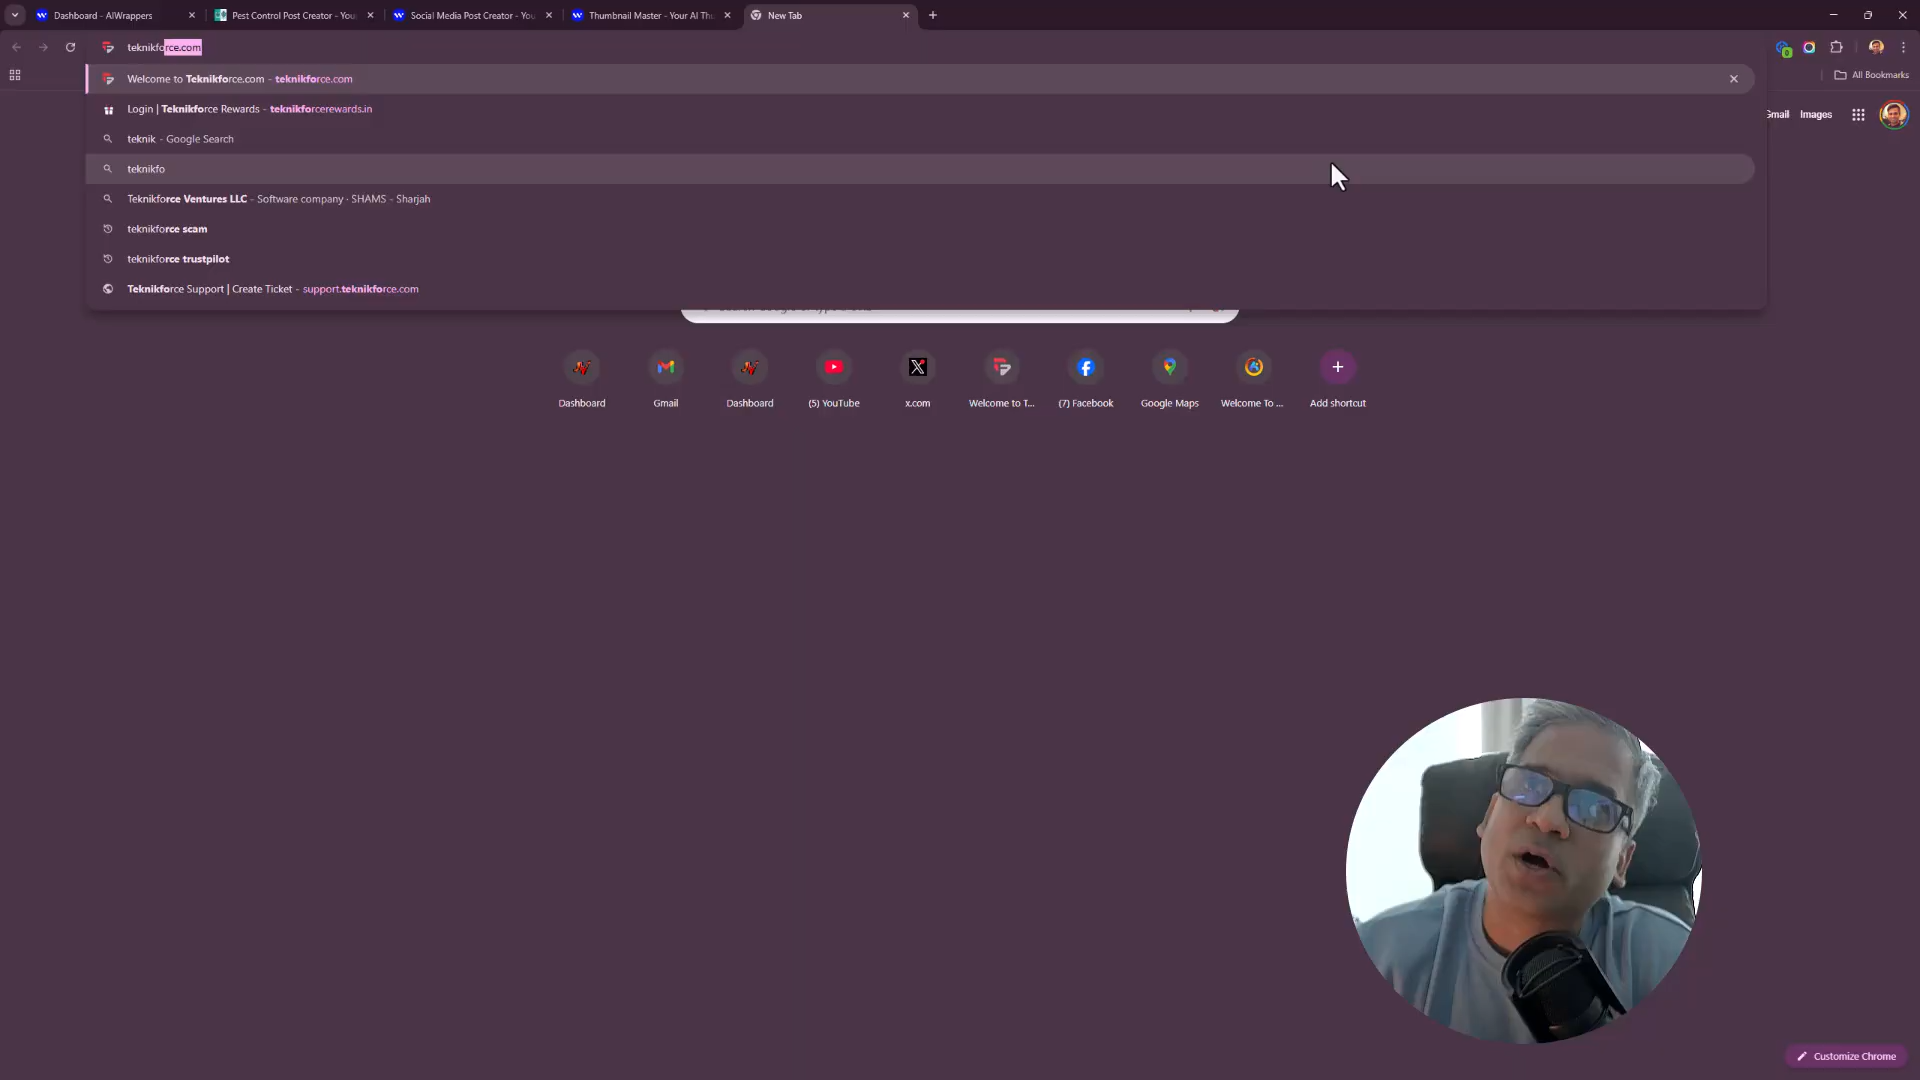 Dashboard - AIWrappers
Pest Control Post Creator - You
Social Media Post Creator - You
Thumbnail Master - Your AI Thu
New Tab
teknikforce.com
All Bookmarks
Welcome to Teknikforce.com - teknikforce.com
Login | Teknikforce Rewards - teknikforcerewards.in
Gmail
Images
teknik - Google Search
teknikfo
Teknikforce Ventures LLC - Software company · SHAMS - Sharjah
teknikforce scam
teknikforce trustpilot
Teknikforce Support | Create Ticket - support.teknikforce.com
Dashboard
Gmail
Dashboard
(5) YouTube
x.com
Welcome to T...
(7) Facebook
Google Maps
Welcome To ...
Add shortcut
Customize Chrome